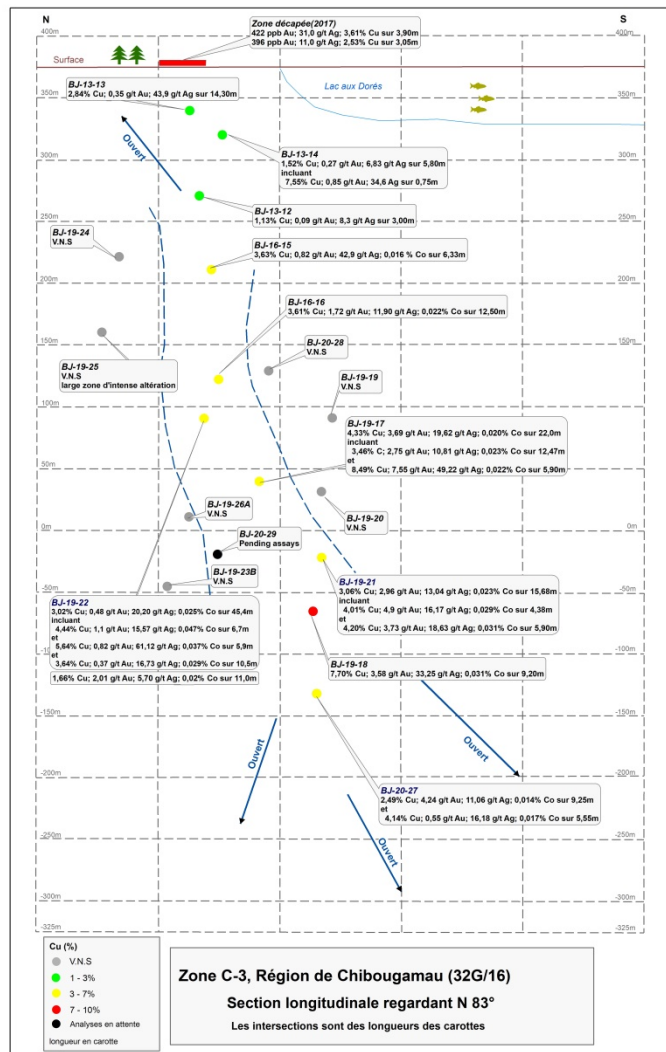 N
S
Zone décapée(2017)
422 ppb Au; 31,0 g/t Ag; 3,61% Cu sur 3,90m
396 ppb Au; 11,0 g/t Ag; 2,53% Cu sur 3,05m
400m
Surface
BJ-13-13
2,84% Cu; 0,35 g/t Au; 43,9 g/t Ag sur 14,30m
Lac aux Dorés
350m
Ouvert
BJ-13-14
1,52% Cu; 0,27 g/t Au; 6,83 g/t Ag sur 5,80m
incluant
7,55% Cu; 0,85 g/t Au; 34,6 Ag sur 0,75m
300m
BJ-13-12
1,13% Cu; 0,09 g/t Au; 8,3 g/t Ag sur 3,00m
250m
BJ-19-24
V.N.S
BJ-16-15
3,63% Cu; 0,82 g/t Au; 42,9 g/t Ag; 0,016 % Co sur 6,33m
200m
BJ-16-16
3,61% Cu; 1,72 g/t Au; 11,90 g/t Ag; 0,022% Co sur 12,50m
150m
BJ-20-28
V.N.S
BJ-19-25
V.N.S
large zone d'intense altération
BJ-19-19
V.N.S
100m
BJ-19-17
4,33% Cu; 3,69 g/t Au; 19,62 g/t Ag; 0,020% Co sur 22,0m
incluant
3,46% C; 2,75 g/t Au; 10,81 g/t Ag; 0,023% Co sur 12,47m
et
8,49% Cu; 7,55 g/t Au; 49,22 g/t Ag; 0,022% Co sur 5,90m
50m
BJ-19-26A
V.N.S
BJ-19-20
V.N.S
0m
BJ-20-29
Pending assays
BJ-19-23B
V.N.S
BJ-19-21
3,06% Cu; 2,96 g/t Au; 13,04 g/t Ag; 0,023% Co sur 15,68m
incluant
4,01% Cu; 4,9 g/t Au; 16,17 g/t Ag; 0,029% Co sur 4,38m
et
4,20% Cu; 3,73 g/t Au; 18,63 g/t Ag; 0,031% Co sur 5,90m
-50m
BJ-19-22
3,02% Cu; 0,48 g/t Au; 20,20 g/t Ag; 0,025% Co sur 45,4m
incluant
4,44% Cu; 1,1 g/t Au; 15,57 g/t Ag; 0,047% Co sur 6,7m
et
5,64% Cu; 0,82 g/t Au; 61,12 g/t Ag; 0,037% Co sur 5,9m
et
3,64% Cu; 0,37 g/t Au; 16,73 g/t Ag; 0,029% Co sur 10,5m
1,66% Cu; 2,01 g/t Au; 5,70 g/t Ag; 0,02% Co sur 11,0m
BJ-19-18
7,70% Cu; 3,58 g/t Au; 33,25 g/t Ag; 0,031% Co sur 9,20m
-150m
Ouvert
Ouvert
-200m
BJ-20-27
2,49% Cu; 4,24 g/t Au; 11,06 g/t Ag; 0,014% Co sur 9,25m
et
4,14% Cu; 0,55 g/t Au; 16,18 g/t Ag; 0,017% Co sur 5,55m
-250m
Ouvert
-300m
-325m
Cu (%)
V.N.S
1 - 3%
3 - 7%
7 - 10%
Analyses en attente
longueur en carotte
Zone C-3, Région de Chibougamau (32G/16)
Section longitudinale regardant N 83°
Les intersections sont des longueurs des carottes